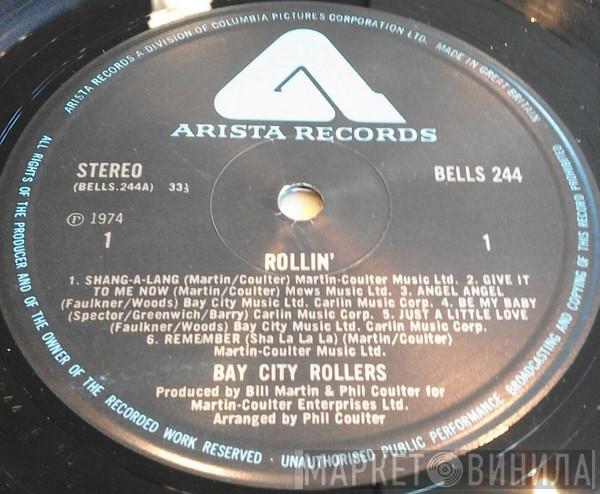 ARISTA RECORDS A DIVISION OF COLUMBIA PICTURES CORPORATION LTD. MADE IN GREAT BRITAIN
ALL RIGHTS OF THE PRODUCER AND OF THE OWNER OF THE RECORDED WORK RESERVED · UNAUTHORISED PUBLIC PERFORMANCE BROADCASTING AND COPYING OF THIS RECORD PROHIBITED
ARISTA RECORDS
STEREO
(BELLS.244A) 33⅓
BELLS 244
Ⓟ 1974
1 1
ROLLIN'
1. SHANG-A-LANG (Martin/Coulter) Martin-Coulter Music Ltd. 2. GIVE IT
TO ME NOW (Martin/Coulter) Mews Music Ltd. 3. ANGEL ANGEL
(Faulkner/Woods) Bay City Music Ltd. Carlin Music Corp. 4. BE MY BABY
(Spector/Greenwich/Barry) Carlin Music Corp. 5. JUST A LITTLE LOVE
(Faulkner/Woods) Bay City Music Ltd. Carlin Music Corp.
6. REMEMBER (Sha La La La) (Martin/Coulter)
Martin-Coulter Music Ltd.
BAY CITY ROLLERS
Produced by Bill Martin & Phil Coulter for
Martin-Coulter Enterprises Ltd.
Arranged by Phil Coulter
МАРКЕТ ВИНИЛА